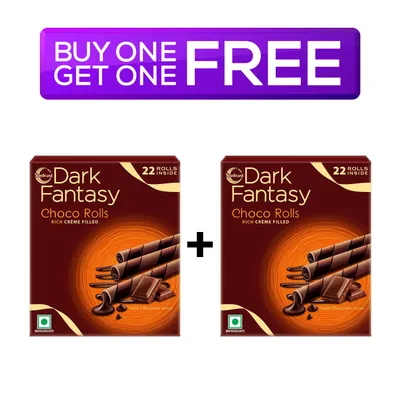 BUY ONE
GET ONE
FREE
Sunfeast
22 ROLLS
INSIDE
Dark
Fantasy
Choco Rolls
RICH CRÈME FILLED
+
Sunfeast
22 ROLLS
INSIDE
Dark
Fantasy
Choco Rolls
RICH CRÈME FILLED